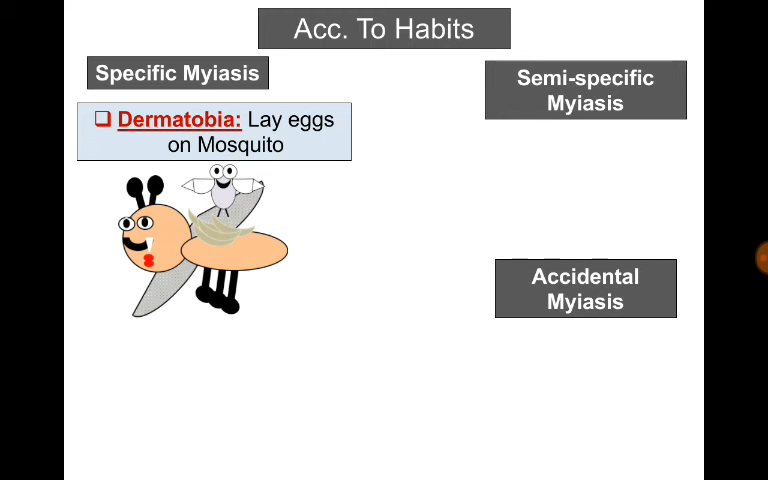 Acc. To Habits
Specific Myiasis
❑ Dermatobia: Lay eggs
on Mosquito
Semi-specific
Myiasis
Accidental
Myiasis